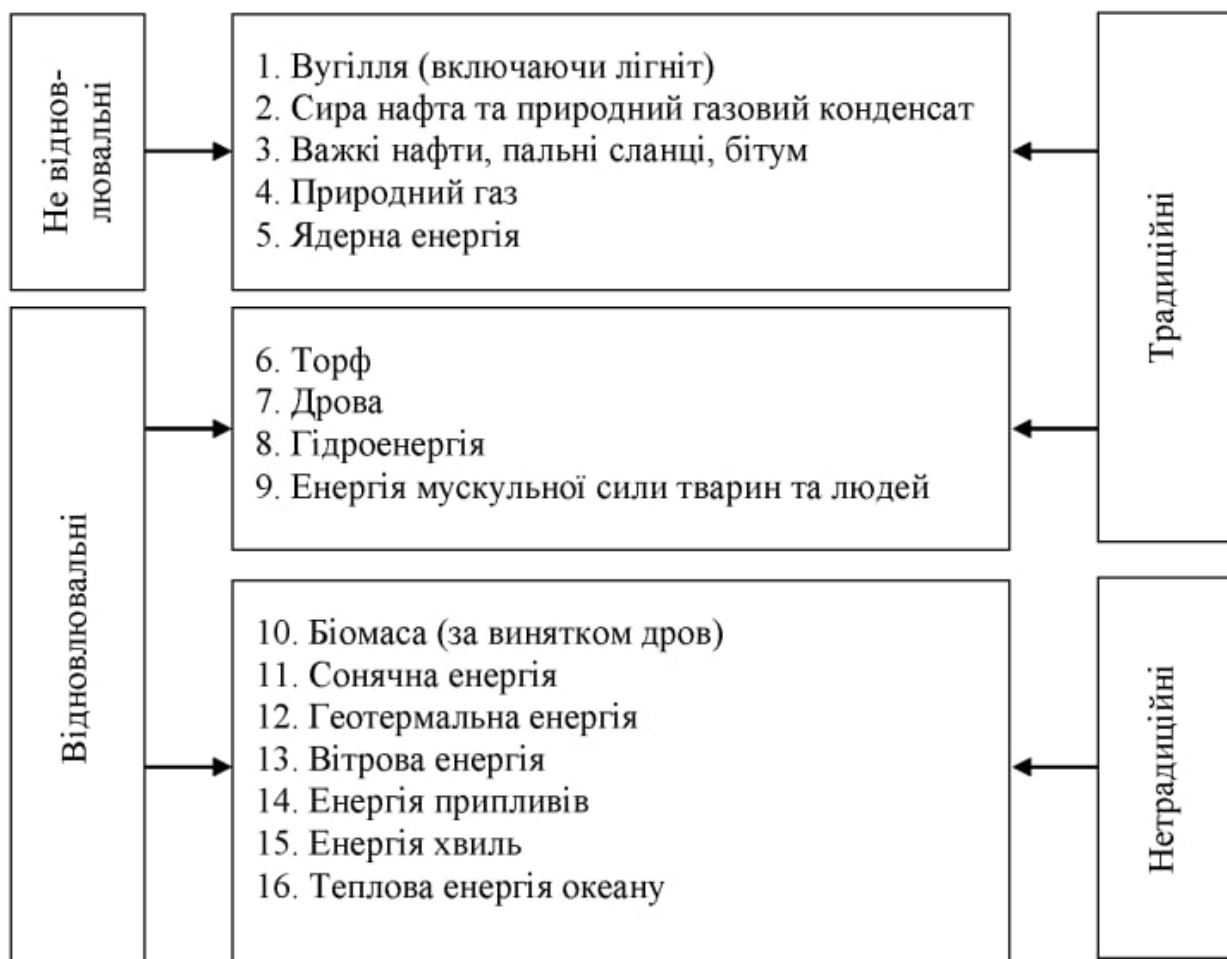 Не віднов-
лювальні
1. Вугілля (включаючи лігніт)
2. Сира нафта та природний газовий конденсат
3. Важкі нафти, пальні сланці, бітум
4. Природний газ
5. Ядерна енергія
Традиційні
Відновлювальні
6. Торф
7. Дрова
8. Гідроенергія
9. Енергія мускульної сили тварин та людей
10. Біомаса (за винятком дров)
11. Сонячна енергія
12. Геотермальна енергія
13. Вітрова енергія
14. Енергія припливів
15. Енергія хвиль
16. Теплова енергія океану
Нетрадиційні